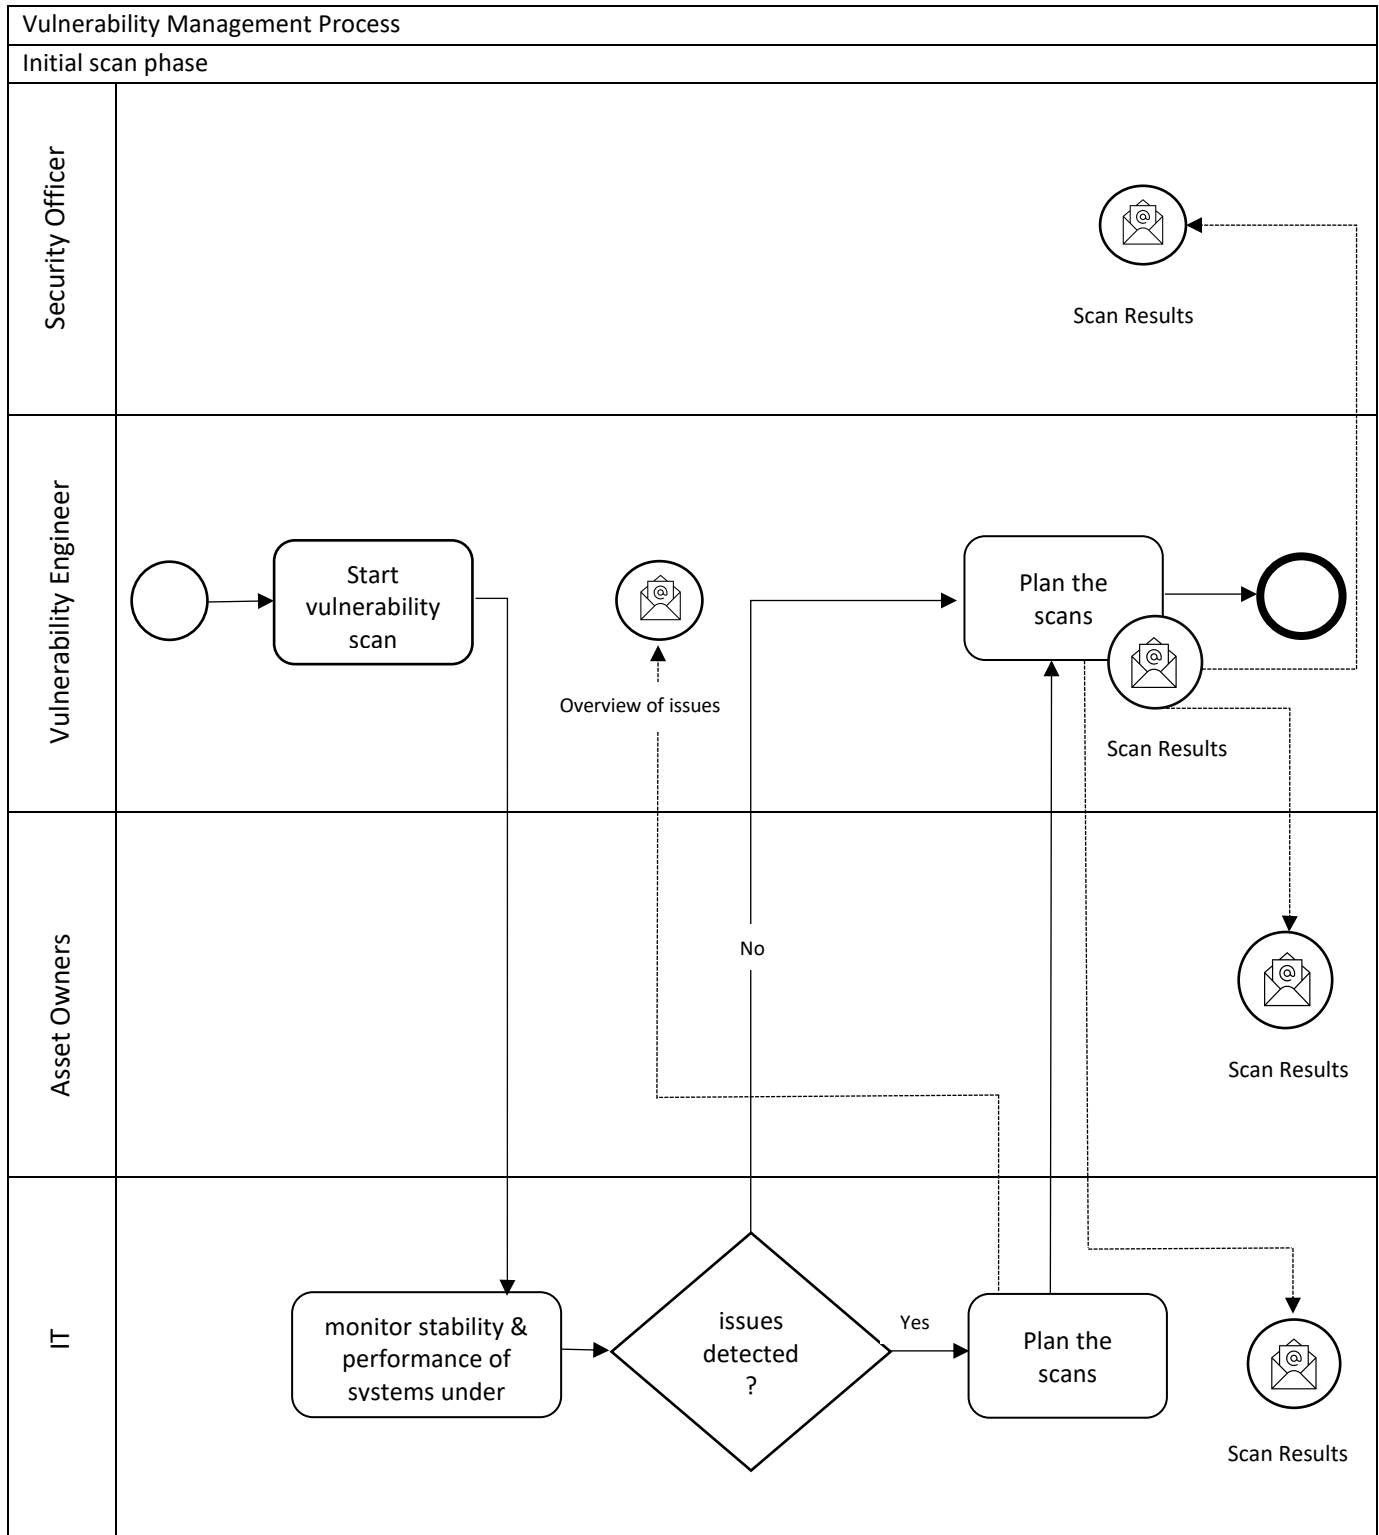 Vulnerability Management Process
Initial scan phase
Security Officer
@
Scan Results
Vulnerability Engineer
Start
vulnerability
scan
@
Overview of issues
Plan the
scans
@
Scan Results
Asset Owners
No
@
Scan Results
IT
monitor stability &
performance of
systems under
issues
detected
?
Yes
Plan the
scans
@
Scan Results